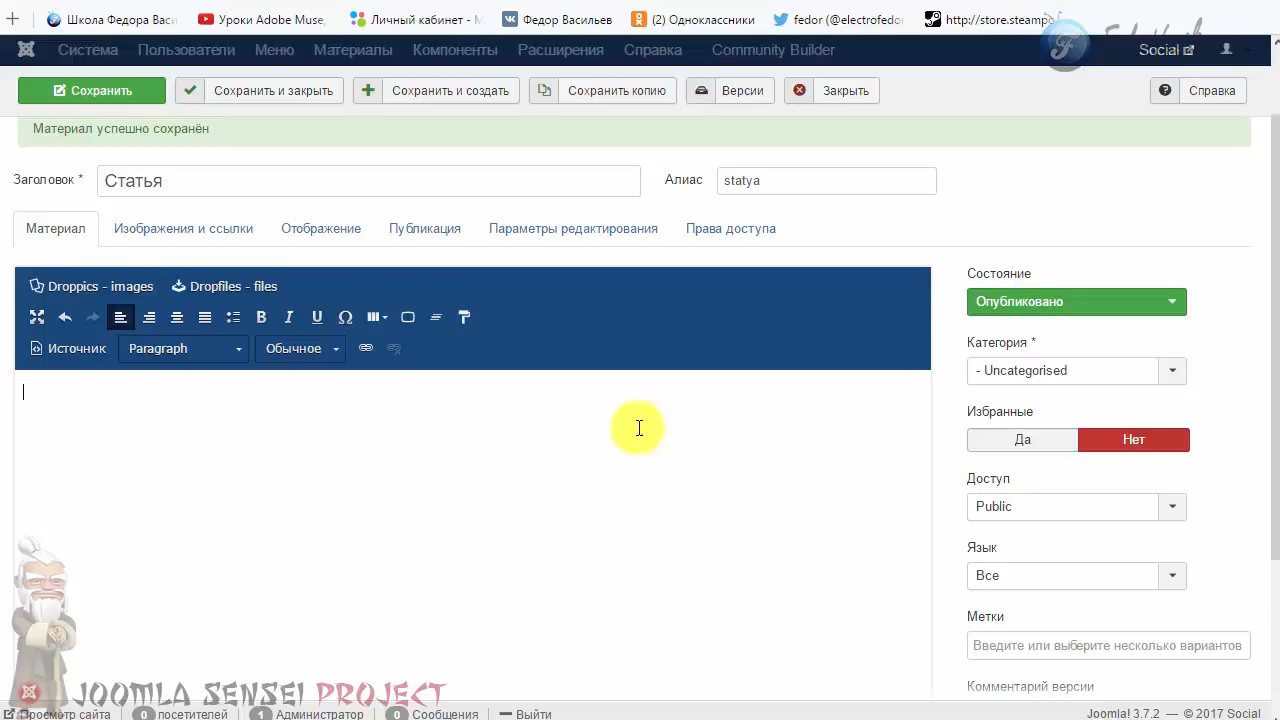 Школа Федора Васи
Уроки Adobe Muse,
Личный кабинет - М
Федор Васильев
(2) Одноклассники
fedor (@electrofedor
http://store.steampo
Система Пользователи Меню Материалы Компоненты Расширения Справка Community Builder Social
Сохранить Сохранить и закрыть Сохранить и создать Сохранить копию Версии Закрыть Справка
Материал успешно сохранён
Заголовок * Статья Алиас statya
Материал Изображения и ссылки Отображение Публикация Параметры редактирования Права доступа
Droppics - images Dropfiles - files
Источник Paragraph Обычное
Состояние
Опубликовано
Категория *
- Uncategorised
Избранные
Да Нет
Доступ
Public
Язык
Все
Метки
Введите или выберите несколько вариантов
Комментарий версии
JOOMLA SENSEI PROJECT
Просмотр сайта 0 посетителей 1 Администратор 0 Сообщения Выйти Joomla! 3.7.2 — © 2017 Social